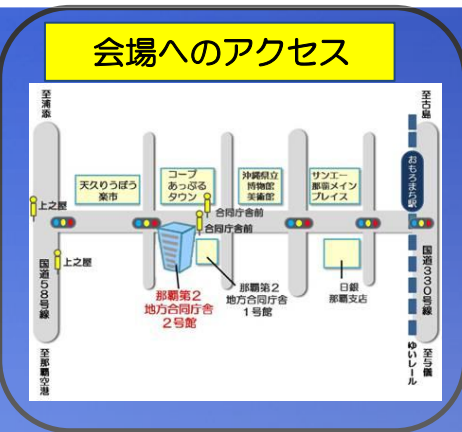 会場へのアクセス
至浦添
至古島
おもろまち駅
天久りうぼう
楽市
コープ
あっぷる
タウン
沖縄県立
博物館
美術館
サンエー
那覇メイン
プレイス
上之屋
合同庁舎前
合同庁舎前
上之屋
国道58号線
那覇第2
地方合同庁舎
2号館
那覇第2
地方合同庁舎
1号館
日銀
那覇支店
国道330号線
至那覇空港
ゆいレール
至与儀